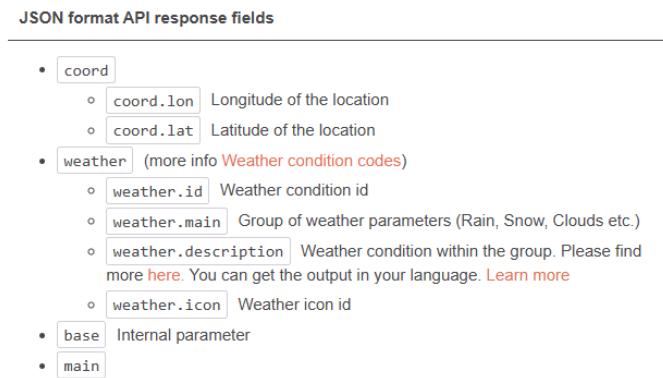 JSON format API response fields
coord
coord.lon Longitude of the location
coord.lat Latitude of the location
weather (more info Weather condition codes)
weather.id Weather condition id
weather.main Group of weather parameters (Rain, Snow, Clouds etc.)
weather.description Weather condition within the group. Please find
more here. You can get the output in your language. Learn more
weather.icon Weather icon id
base Internal parameter
main